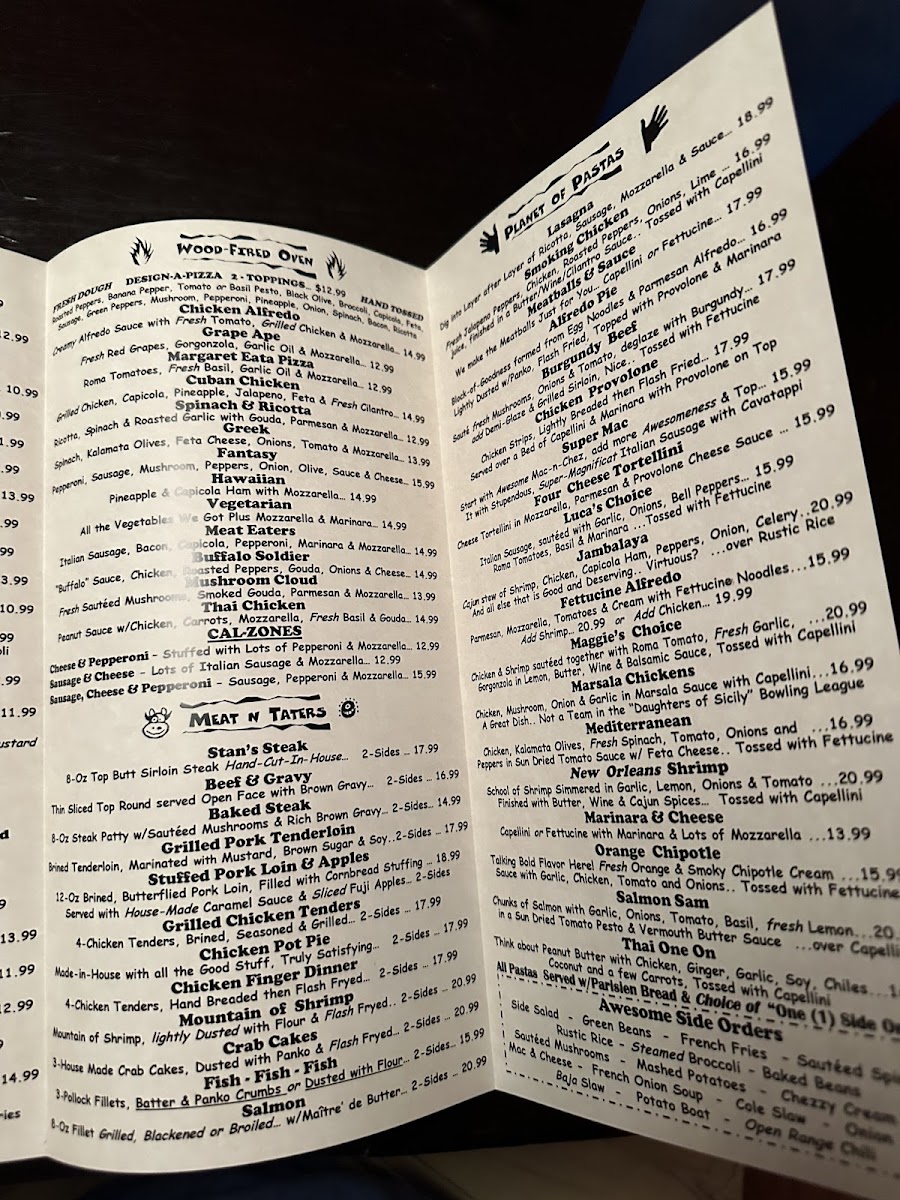 2.99
10.99
13.99
3.99
10.99
11.99
ustard
13.99
11.99
12.99
14.99
ries
WOOD-FIRED OVEN
FRESH DOUGH DESIGN-A-PIZZA 2 - TOPPINGS... $12.99 HAND TOSSED
Roasted Peppers, Banana Pepper, Tomato or Basil Pesto, Black Olive, Broccoli, Capicola, Feta,
Sausage, Green Peppers, Mushroom, Pepperoni, Pineapple, Onion, Spinach, Bacon, Ricotta
Chicken Alfredo
Creamy Alfredo Sauce with Fresh Tomato, Grilled Chicken & Mozzarella... 14.99
Grape Ape
Fresh Red Grapes, Gorgonzola, Garlic Oil & Mozzarella... 12.99
Margaret Eata Pizza
Roma Tomatoes, Fresh Basil, Garlic Oil & Mozzarella... 12.99
Cuban Chicken
Grilled Chicken, Capicola, Pineapple, Jalapeno, Feta & Fresh Cilantro... 14.99
Spinach & Ricotta
Ricotta, Spinach & Roasted Garlic with Gouda, Parmesan & Mozzarella... 12.99
Greek
Spinach, Kalamata Olives, Feta Cheese, Onions, Tomato & Mozzarella... 13.99
Fantasy
Pepperoni, Sausage, Mushroom, Peppers, Onion, Olive, Sauce & Cheese... 15.99
Hawaiian
Pineapple & Capicola Ham with Mozzarella... 14.99
Vegetarian
All the Vegetables We Got Plus Mozzarella & Marinara... 14.99
Meat Eaters
Italian Sausage, Bacon, Capicola, Pepperoni, Marinara & Mozzarella... 14.99
Buffalo Soldier
"Buffalo" Sauce, Chicken, Roasted Peppers, Gouda, Onions & Cheese... 14.99
Mushroom Cloud
Fresh Sautéed Mushrooms, Smoked Gouda, Parmesan & Mozzarella... 13.99
Thai Chicken
Peanut Sauce w/Chicken, Carrots, Mozzarella, Fresh Basil & Gouda... 14.99
CAL-ZONES
Cheese & Pepperoni - Stuffed with Lots of Pepperoni & Mozzarella... 12.99
Sausage & Cheese - Lots of Italian Sausage & Mozzarella... 12.99
Sausage, Cheese & Pepperoni - Sausage, Pepperoni & Mozzarella... 15.99
MEAT N TATERS
Stan's Steak
8-Oz Top Butt Sirloin Steak Hand-Cut-In-House... 2-Sides ... 17.99
Beef & Gravy
Thin Sliced Top Round served Open Face with Brown Gravy... 2-Sides ... 16.99
Baked Steak
8-Oz Steak Patty w/Sautéed Mushrooms & Rich Brown Gravy... 2-Sides... 14.99
Grilled Pork Tenderloin
Brined Tenderloin, Marinated with Mustard, Brown Sugar & Soy..2-Sides ... 17.99
Stuffed Pork Loin & Apples
12-Oz Brined, Butterflied Pork Loin, Filled with Cornbread Stuffing ... 18.99
Served with House-Made Caramel Sauce & Sliced Fuji Apples... 2-Sides
Grilled Chicken Tenders
4-Chicken Tenders, Brined, Seasoned & Grilled... 2-Sides ... 17.99
Chicken Pot Pie
Made-in-House with all the Good Stuff, Truly Satisfying... 2-Sides ... 17.99
Chicken Finger Dinner
4-Chicken Tenders, Hand Breaded then Flash Fryed... 2-Sides ... 17.99
Mountain of Shrimp
Mountain of Shrimp, lightly Dusted with Flour & Flash Fryed... 2-Sides ... 20.99
Crab Cakes
3-House Made Crab Cakes, Dusted with Panko & Flash Fryed... 2-Sides ... 20.99
Fish - Fish - Fish
3-Pollock Fillets, Batter & Panko Crumbs or Dusted with Flour... 2-Sides... 15.99
Salmon
8-Oz Fillet Grilled, Blackened or Broiled... w/Maître' de Butter... 2-Sides ... 20.99
PLANET OF PASTAS
Lasagna
Dig into Layer after Layer of Ricotta, Sausage, Mozzarella & Sauce... 18.99
Smoking Chicken
Fresh Jalapeno Peppers, Chicken, Roasted Peppers, Onions, Lime ... 16.99
Juice, finished in a Butter/Wine/Cilantro Sauce.. Tossed with Capellini
Meatballs & Sauce
We make the Meatballs Just for You... Capellini or Fettucine... 17.99
Alfredo Pie
Block-of-Goodness formed from Egg Noodles & Parmesan Alfredo... 16.99
Lightly Dusted w/Panko, Flash Fried, Topped with Provolone & Marinara
Burgundy Beef
Sauté fresh Mushrooms, Onions & Tomato, deglaze with Burgundy... 17.99
add Demi-Glaze & Grilled Sirloin, Nice.. Tossed with Fettucine
Chicken Provolone
Chicken Strips, Lightly Breaded then Flash Fried... 17.99
Served over a Bed of Capellini & Marinara with Provolone on Top
Super Mac
Start with Awesome Mac-n-Chez, add more Awesomeness & Top... 15.99
It with Stupendous, Super-Magnificat Italian Sausage with Cavatappi
Four Cheese Tortellini
Cheese Tortellini in Mozzarella, Parmesan & Provolone Cheese Sauce ... 15.99
Luca's Choice
Italian Sausage, sautéed with Garlic, Onions, Bell Peppers... 15.99
Roma Tomatoes, Basil & Marinara ...Tossed with Fettucine
Jambalaya
Cajun stew of Shrimp, Chicken, Capicola Ham, Peppers, Onion, Celery..20.99
And all else that is Good and Deserving.. Virtuous? ...over Rustic Rice
Fettucine Alfredo
Parmesan, Mozzarella, Tomatoes & Cream with Fettucine Noodles...15.99
Add Shrimp... 20.99 or Add Chicken... 19.99
Maggie's Choice
Chicken & Shrimp sautéed together with Roma Tomato, Fresh Garlic, ...20.99
Gorgonzola in Lemon, Butter, Wine & Balsamic Sauce, Tossed with Capellini
Marsala Chickens
Chicken, Mushroom, Onion & Garlic in Marsala Sauce with Capellini...16.99
A Great Dish.. Not a Team in the "Daughters of Sicily" Bowling League
Mediterranean
Chicken, Kalamata Olives, Fresh Spinach, Tomato, Onions and ...16.99
Peppers in Sun Dried Tomato Sauce w/ Feta Cheese.. Tossed with Fettucine
New Orleans Shrimp
School of Shrimp Simmered in Garlic, Lemon, Onions & Tomato ...20.99
Finished with Butter, Wine & Cajun Spices... Tossed with Capellini
Marinara & Cheese
Capellini or Fettucine with Marinara & Lots of Mozzarella ...13.99
Orange Chipotle
Talking Bold Flavor Here! Fresh Orange & Smoky Chipotle Cream ...15.9
Sauce with Garlic, Chicken, Tomato and Onions.. Tossed with Fettucine
Salmon Sam
Chunks of Salmon with Garlic, Onions, Tomato, Basil, fresh Lemon...20.
in a Sun Dried Tomato Pesto & Vermouth Butter Sauce ...over Capelli
Thai One On
Think about Peanut Butter with Chicken, Ginger, Garlic, Soy, Chiles...1
Coconut and a few Carrots, Tossed with Capellini
All Pastas Served w/Parisien Bread & Choice of "One (1) Side Or
Awesome Side Orders
Side Salad - Green Beans - French Fries - Sautéed Spi
Rustic Rice - Steamed Broccoli - Baked Beans
Sautéed Mushrooms - Mashed Potatoes - Chezzy Cream
Mac & Cheese - French Onion Soup - Cole Slaw - Onion
Baja Slaw - Potato Boat - Open Range Chili